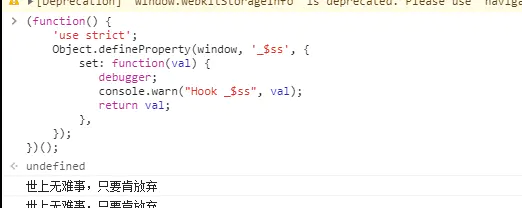 [Deprecation] 'window.webkitStorageInfo' is deprecated. Please use 'navig
(function() {
    'use strict';
    Object.defineProperty(window, '_$ss', {
        set: function(val) {
            debugger;
            console.warn("Hook _$ss", val);
            return val;
        },
    });
})();
undefined
世上无难事，只要肯放弃
世上无难事，只要肯放弃